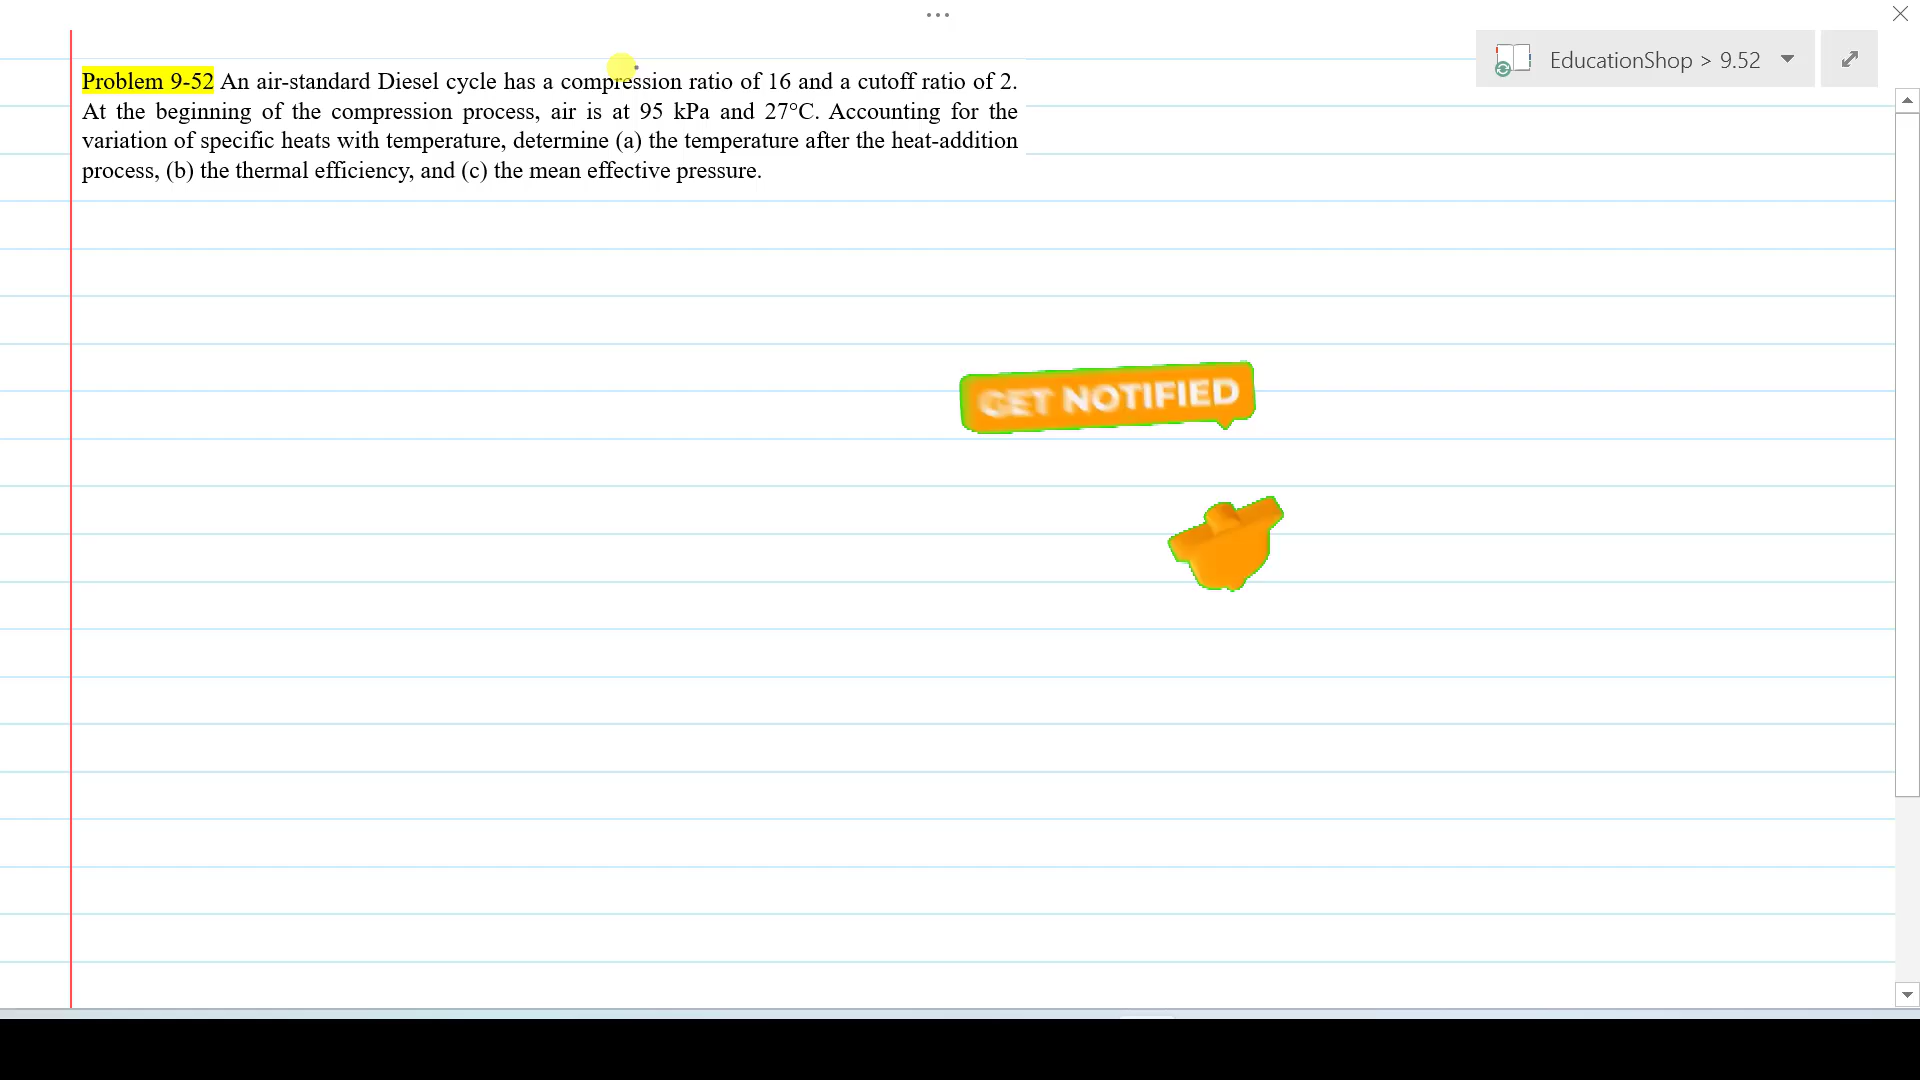 EducationShop > 9.52
Problem 9-52 An air-standard Diesel cycle has a compression ratio of 16 and a cutoff ratio of 2.
At the beginning of the compression process, air is at 95 kPa and 27°C. Accounting for the
variation of specific heats with temperature, determine (a) the temperature after the heat-addition
process, (b) the thermal efficiency, and (c) the mean effective pressure.
GET NOTIFIED